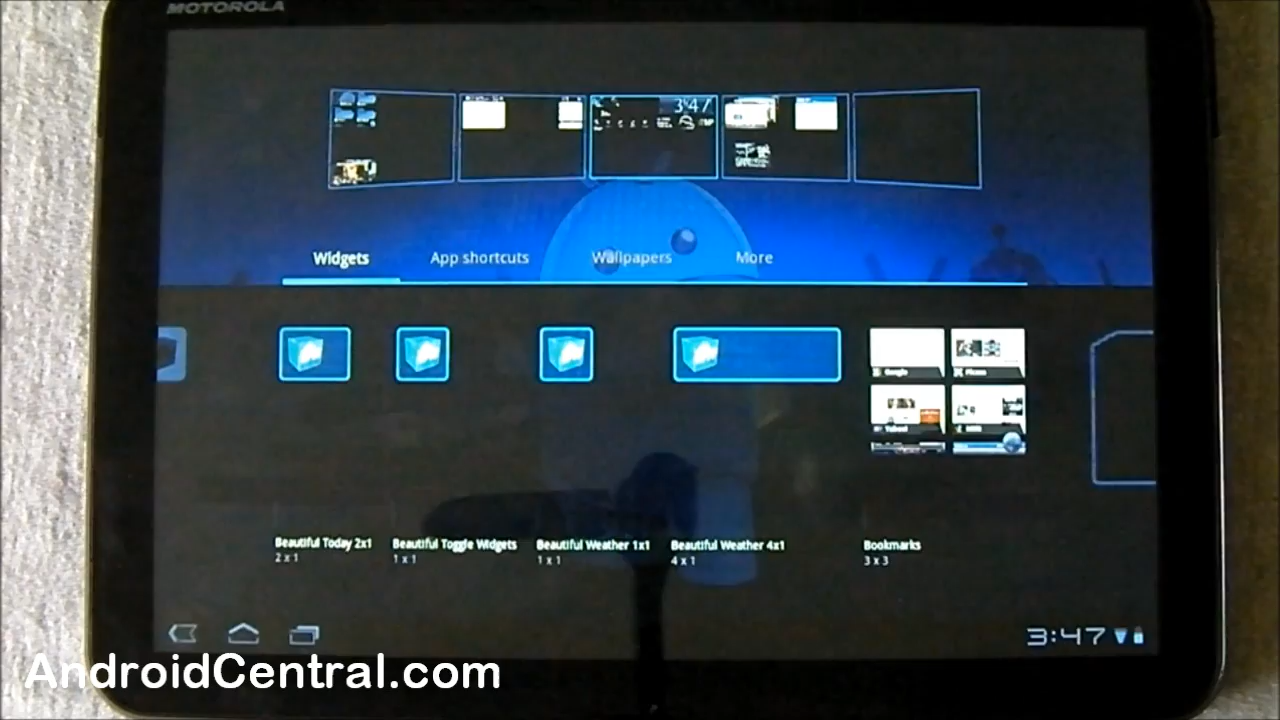 MOTOROLA
3:47
Widgets App shortcuts Wallpapers More
Google
Beautiful Today 2x1 Beautiful Toggle Widgets Beautiful Weather 1x1 Beautiful Weather 4x1 Bookmarks
2 x 1 1 x 1 1 x 1 4 x 1 3 x 3
3:47
AndroidCentral.com